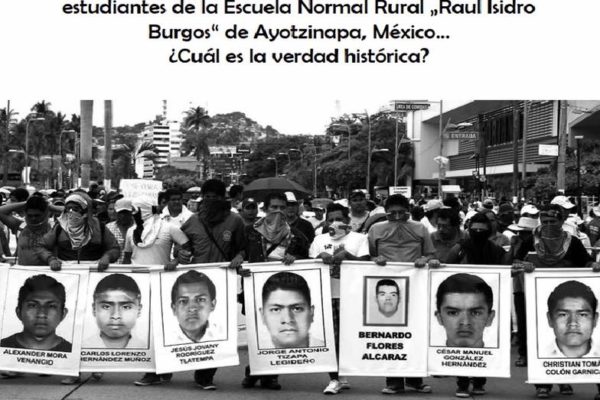 estudiantes de la Escuela Normal Rural „Raul Isidro
Burgos“ de Ayotzinapa, México...
¿Cuál es la verdad histórica?
ENTRADA
ALEXANDER MORA
VENANCIO
CARLOS LORENZO
HERNÁNDEZ MUÑOZ
JESUS JOVANY
RODRÍGUEZ
TLATEMPA
JORGE ANTONIO
TIZAPA
LEGIDEÑO
BERNARDO
FLORES
ALCARAZ
CÉSAR MANUEL
GONZÁLEZ
HERNÁNDEZ
CHRISTIAN TOMÁS
COLÓN GARNICA